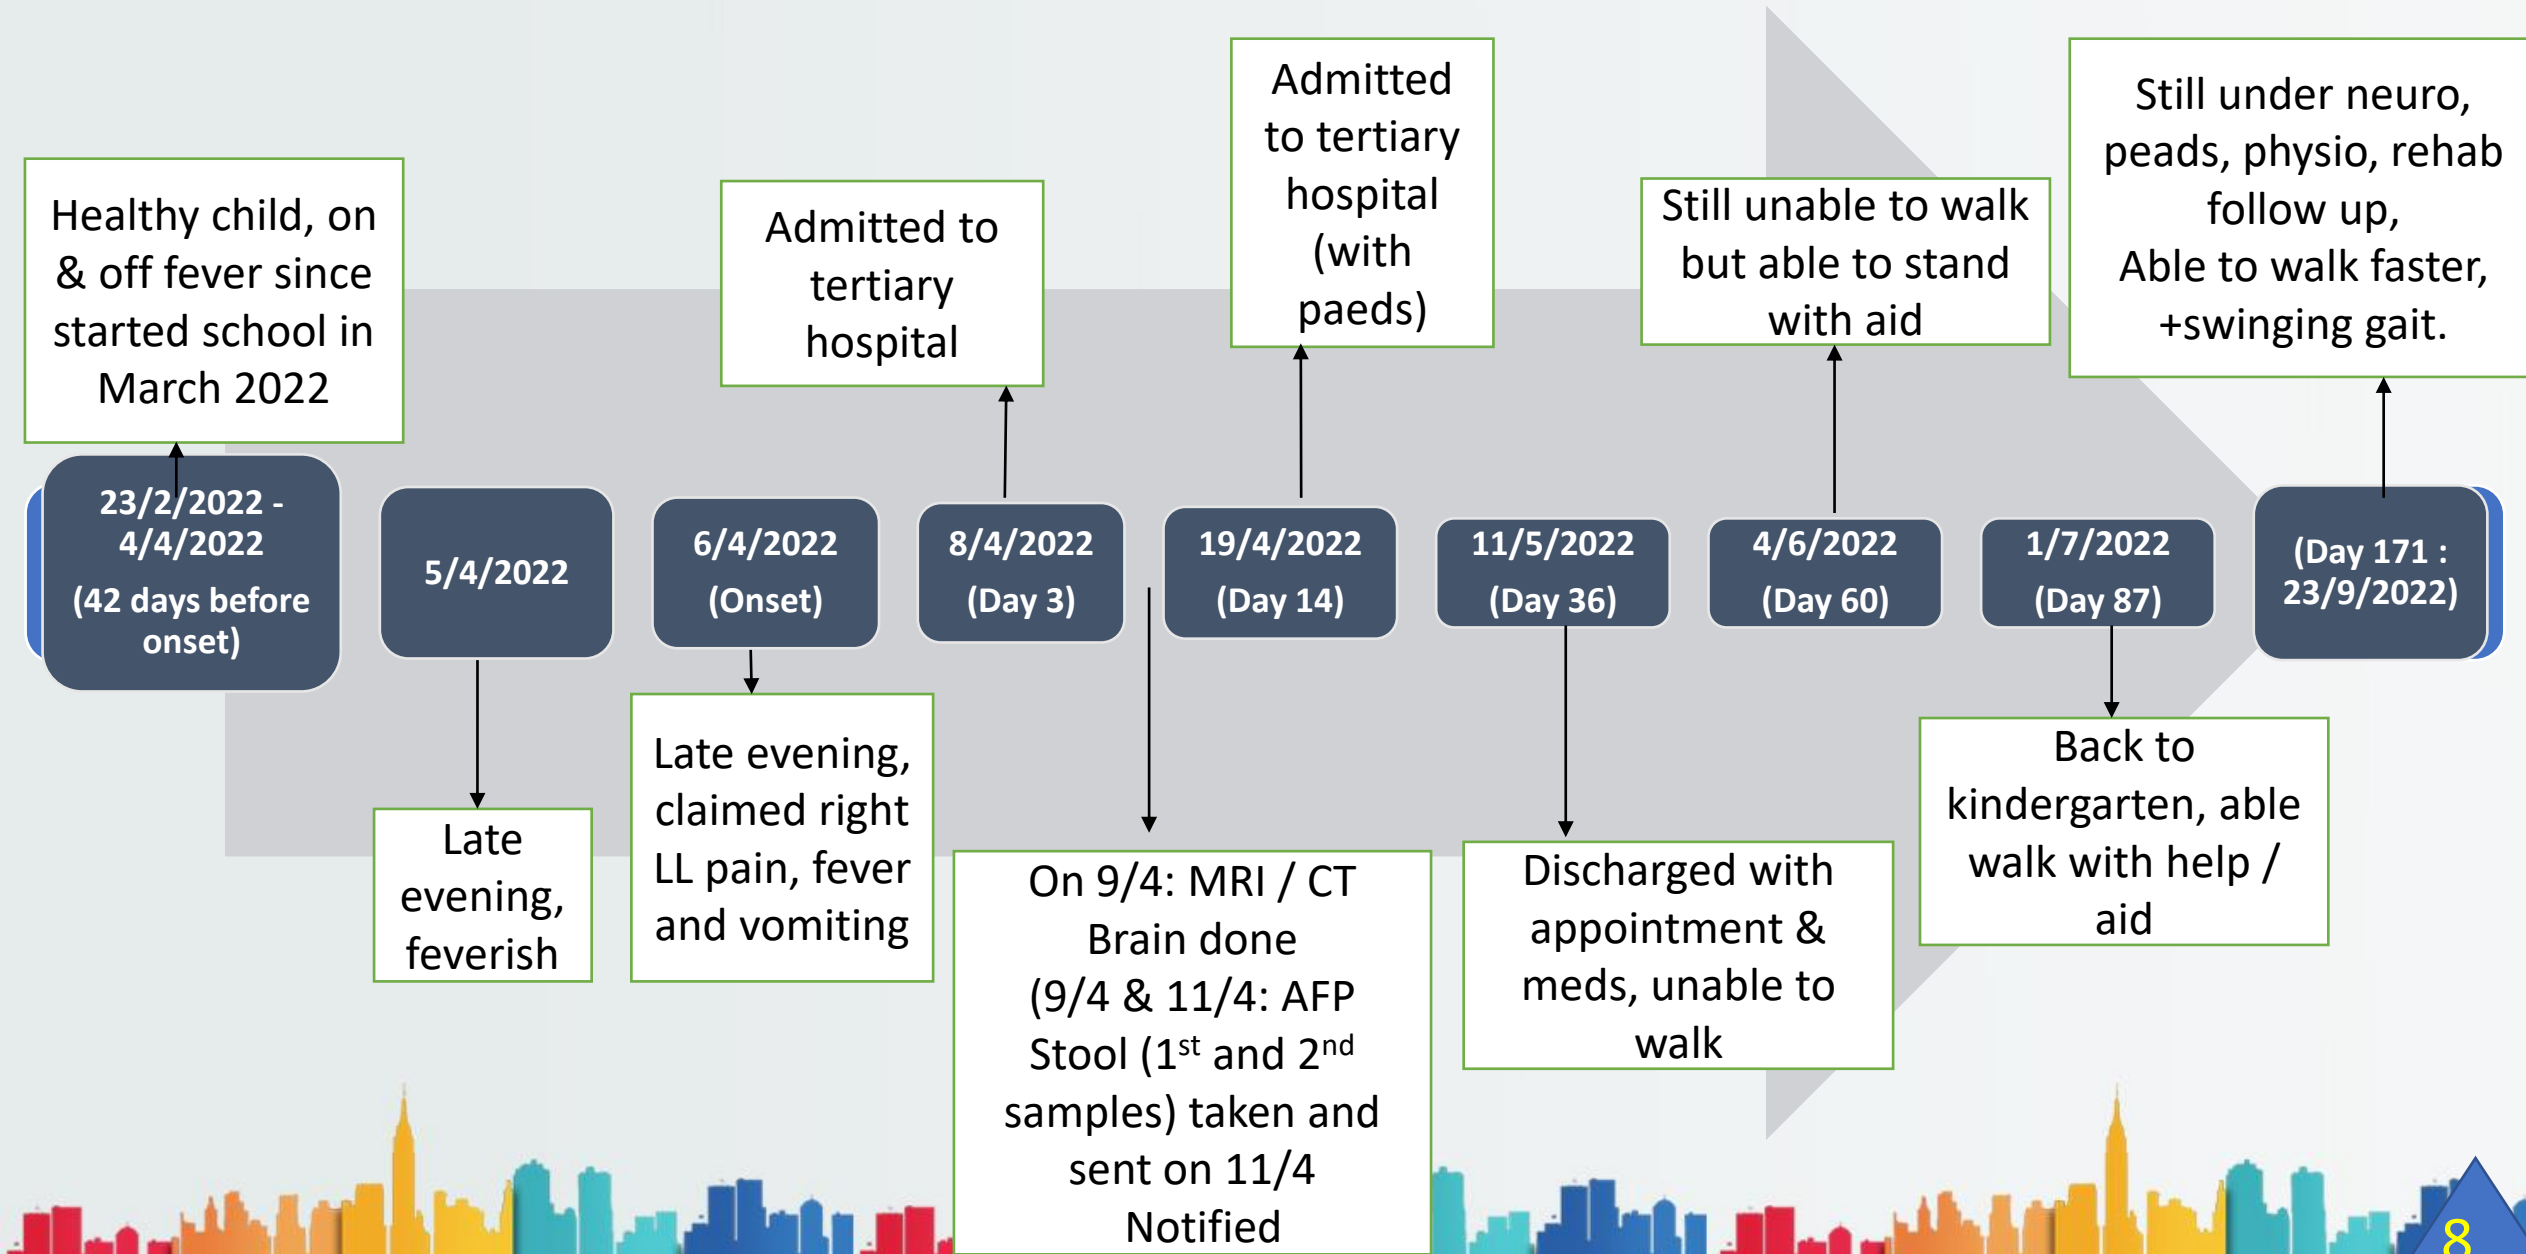 Healthy child, on
& off fever since
started school in
March 2022
Admitted to
tertiary
hospital
Admitted
to tertiary
hospital
(with
paeds)
Still unable to walk
but able to stand
with aid
Still under neuro,
peads, physio, rehab
follow up,
Able to walk faster,
+swinging gait.
23/2/2022 -
4/4/2022
(42 days before
onset)
5/4/2022
6/4/2022
(Onset)
8/4/2022
(Day 3)
19/4/2022
(Day 14)
11/5/2022
(Day 36)
4/6/2022
(Day 60)
1/7/2022
(Day 87)
(Day 171 :
23/9/2022)
Late
evening,
feverish
Late evening,
claimed right
LL pain, fever
and vomiting
On 9/4: MRI / CT
Brain done
(9/4 & 11/4: AFP
Stool (1st and 2nd
samples) taken and
sent on 11/4
Notified
Discharged with
appointment &
meds, unable to
walk
Back to
kindergarten, able
walk with help /
aid
8